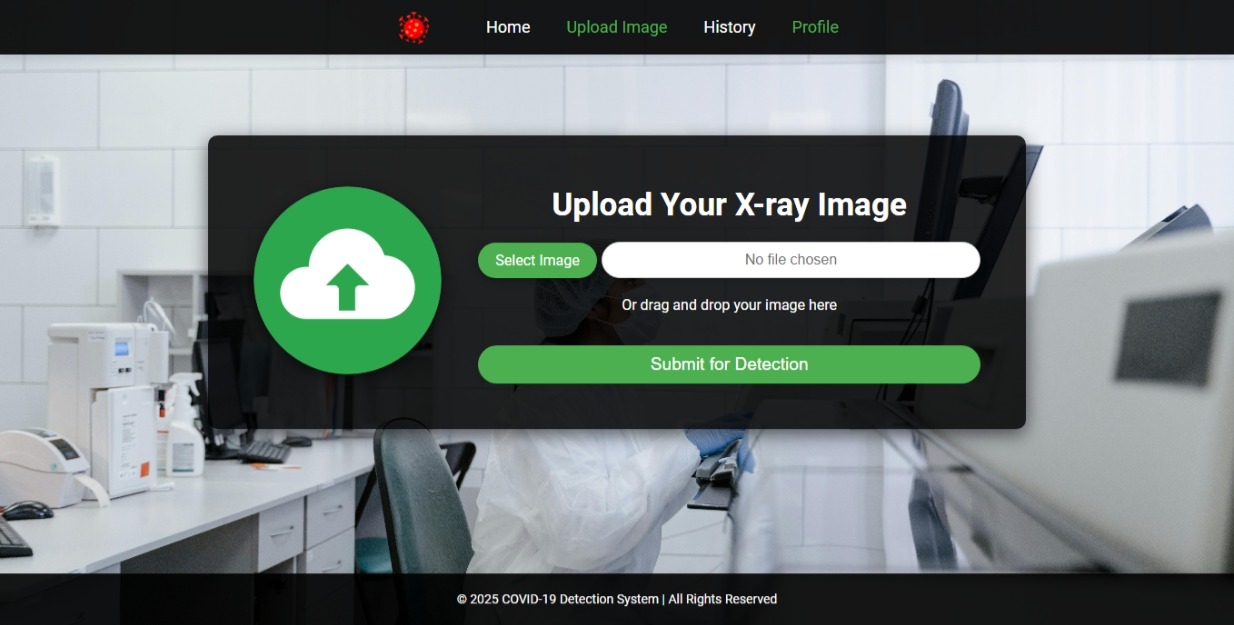 Home Upload Image History Profile
Upload Your X-ray Image
Select Image No file chosen
Or drag and drop your image here
Submit for Detection
© 2025 COVID-19 Detection System | All Rights Reserved